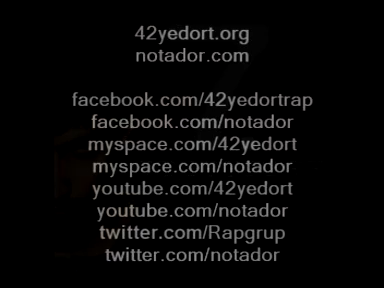 42yedort.org
notador.com
facebook.com/42yedortrap
facebook.com/notador
myspace.com/42yedort
myspace.com/notador
youtube.com/42yedort
youtube.com/notador
twitter.com/Rapgrup
twitter.com/notador